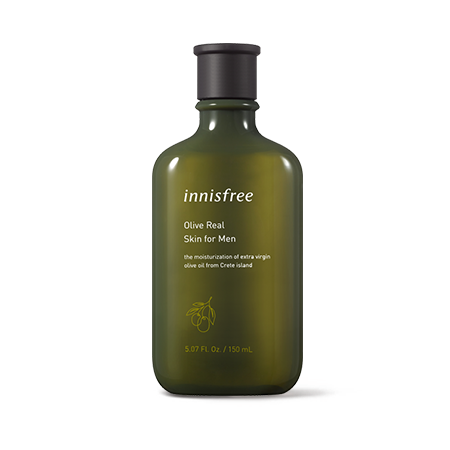 innisfree
Olive Real
Skin for Men
the moisturization of extra virgin
olive oil from Crete island
5.07 Fl. Oz. / 150 mL